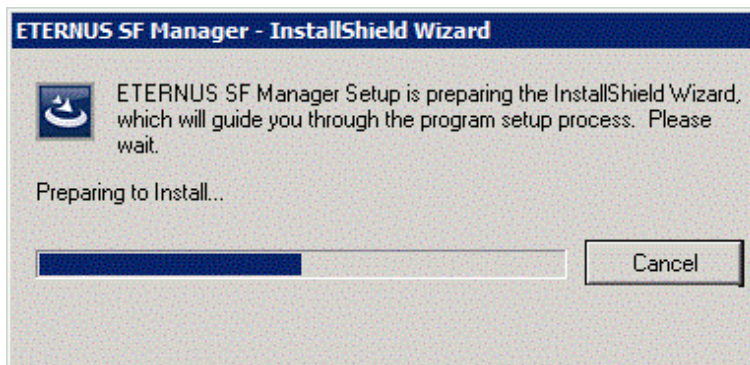 ETERNUS SF Manager - InstallShield Wizard
ETERNUS SF Manager Setup is preparing the InstallShield Wizard,
which will guide you through the program setup process.  Please
wait.
Preparing to Install...
Cancel